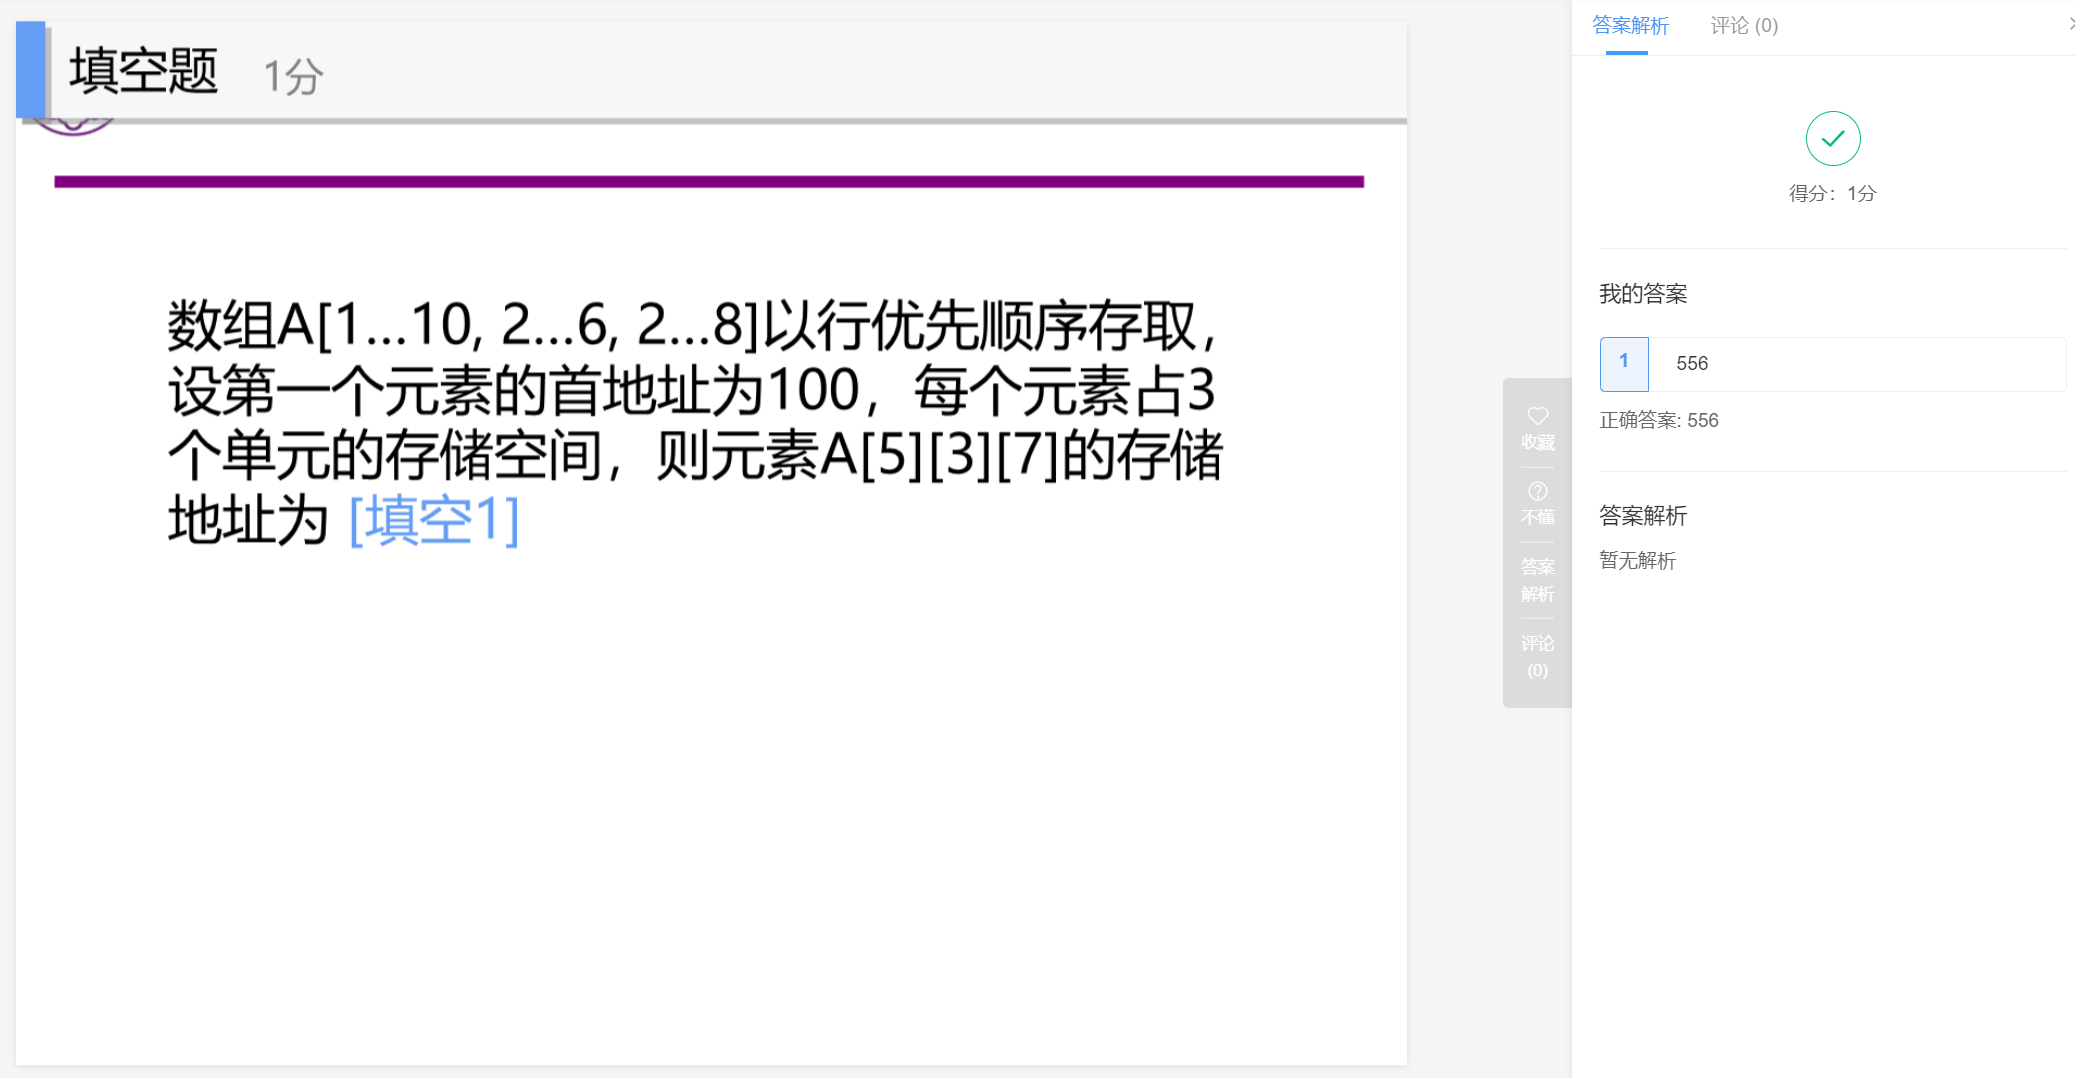 填空题 1分
数组A[1...10, 2...6, 2...8]以行优先顺序存取，
设第一个元素的首地址为100，每个元素占3
个单元的存储空间，则元素A[5][3][7]的存储
地址为 [填空1]
收藏
不懂
答案
解析
评论
(0)
答案解析 评论 (0)
得分：1分
我的答案
1 556
正确答案: 556
答案解析
暂无解析